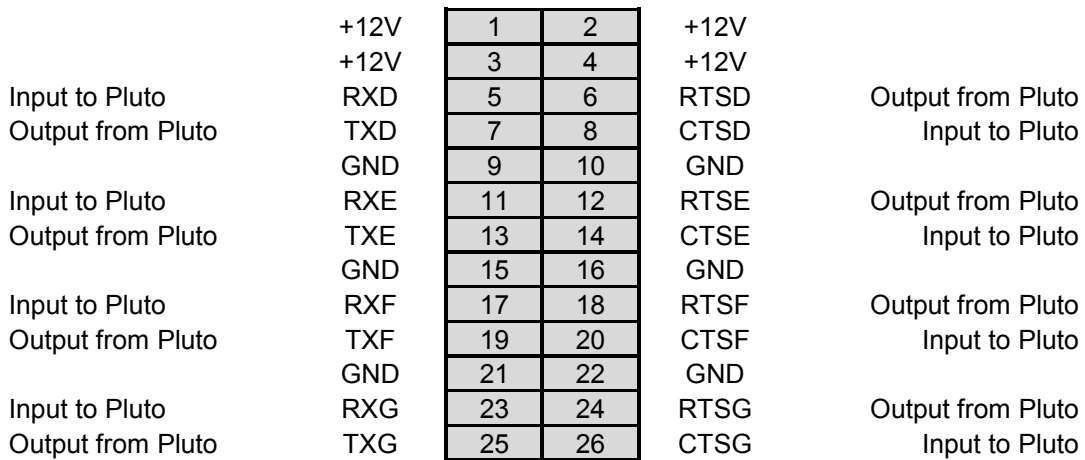 +12V 1 2 +12V
+12V 3 4 +12V
Input to Pluto RXD 5 6 RTSD Output from Pluto
Output from Pluto TXD 7 8 CTSD Input to Pluto
GND 9 10 GND
Input to Pluto RXE 11 12 RTSE Output from Pluto
Output from Pluto TXE 13 14 CTSE Input to Pluto
GND 15 16 GND
Input to Pluto RXF 17 18 RTSF Output from Pluto
Output from Pluto TXF 19 20 CTSF Input to Pluto
GND 21 22 GND
Input to Pluto RXG 23 24 RTSG Output from Pluto
Output from Pluto TXG 25 26 CTSG Input to Pluto